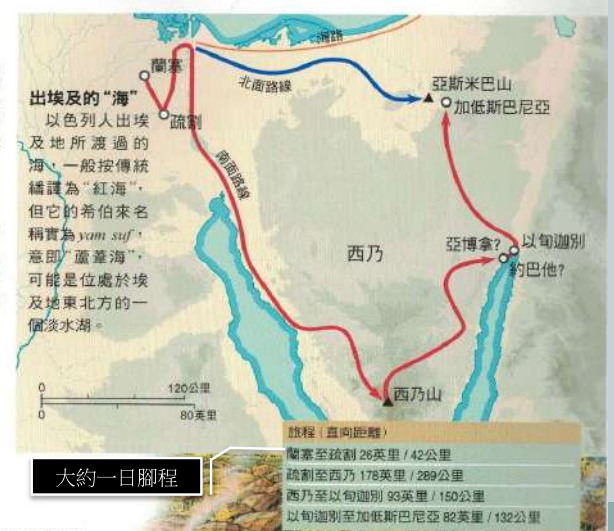 海路
蘭塞
北面路線
亞斯米巴山
加低斯巴尼亞
出埃及的“海”
以色列人出埃
及地所渡過的
海，一般按傳統
繙譯為“紅海”，
但它的希伯來名
稱實為yam suf，
意即“蘆葦海”，
可能是位處於埃
及地東北方的一
個淡水湖。
疏割
南面路線
西乃
亞博拿?
以旬迦別
約巴他?
西乃山
0 120公里
0 80英里
旅程（直向距離）
蘭塞至疏割 26英里 / 42公里
疏割至西乃 178英里 / 289公里
西乃至以旬迦別 93英里 / 150公里
以旬迦別至加低斯巴尼亞 82英里 / 132公里
大約一日腳程